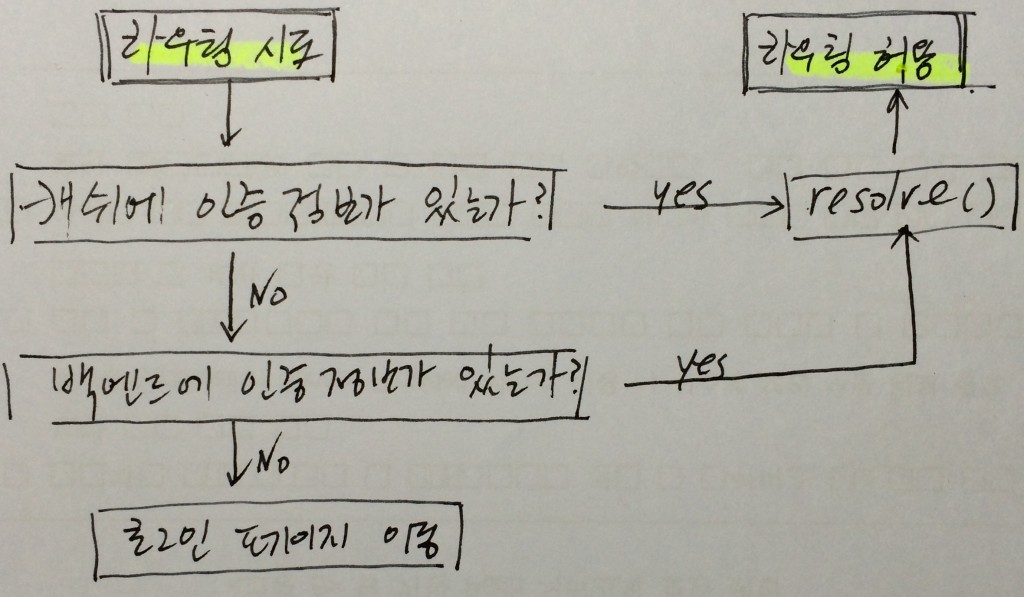 라우팅 시도
라우팅 허용
캐쉬에 인증 정보가 있는가?
yes
resolve()
No
백엔드에 인증정보가 있는가?
yes
No
로그인 페이지 이동